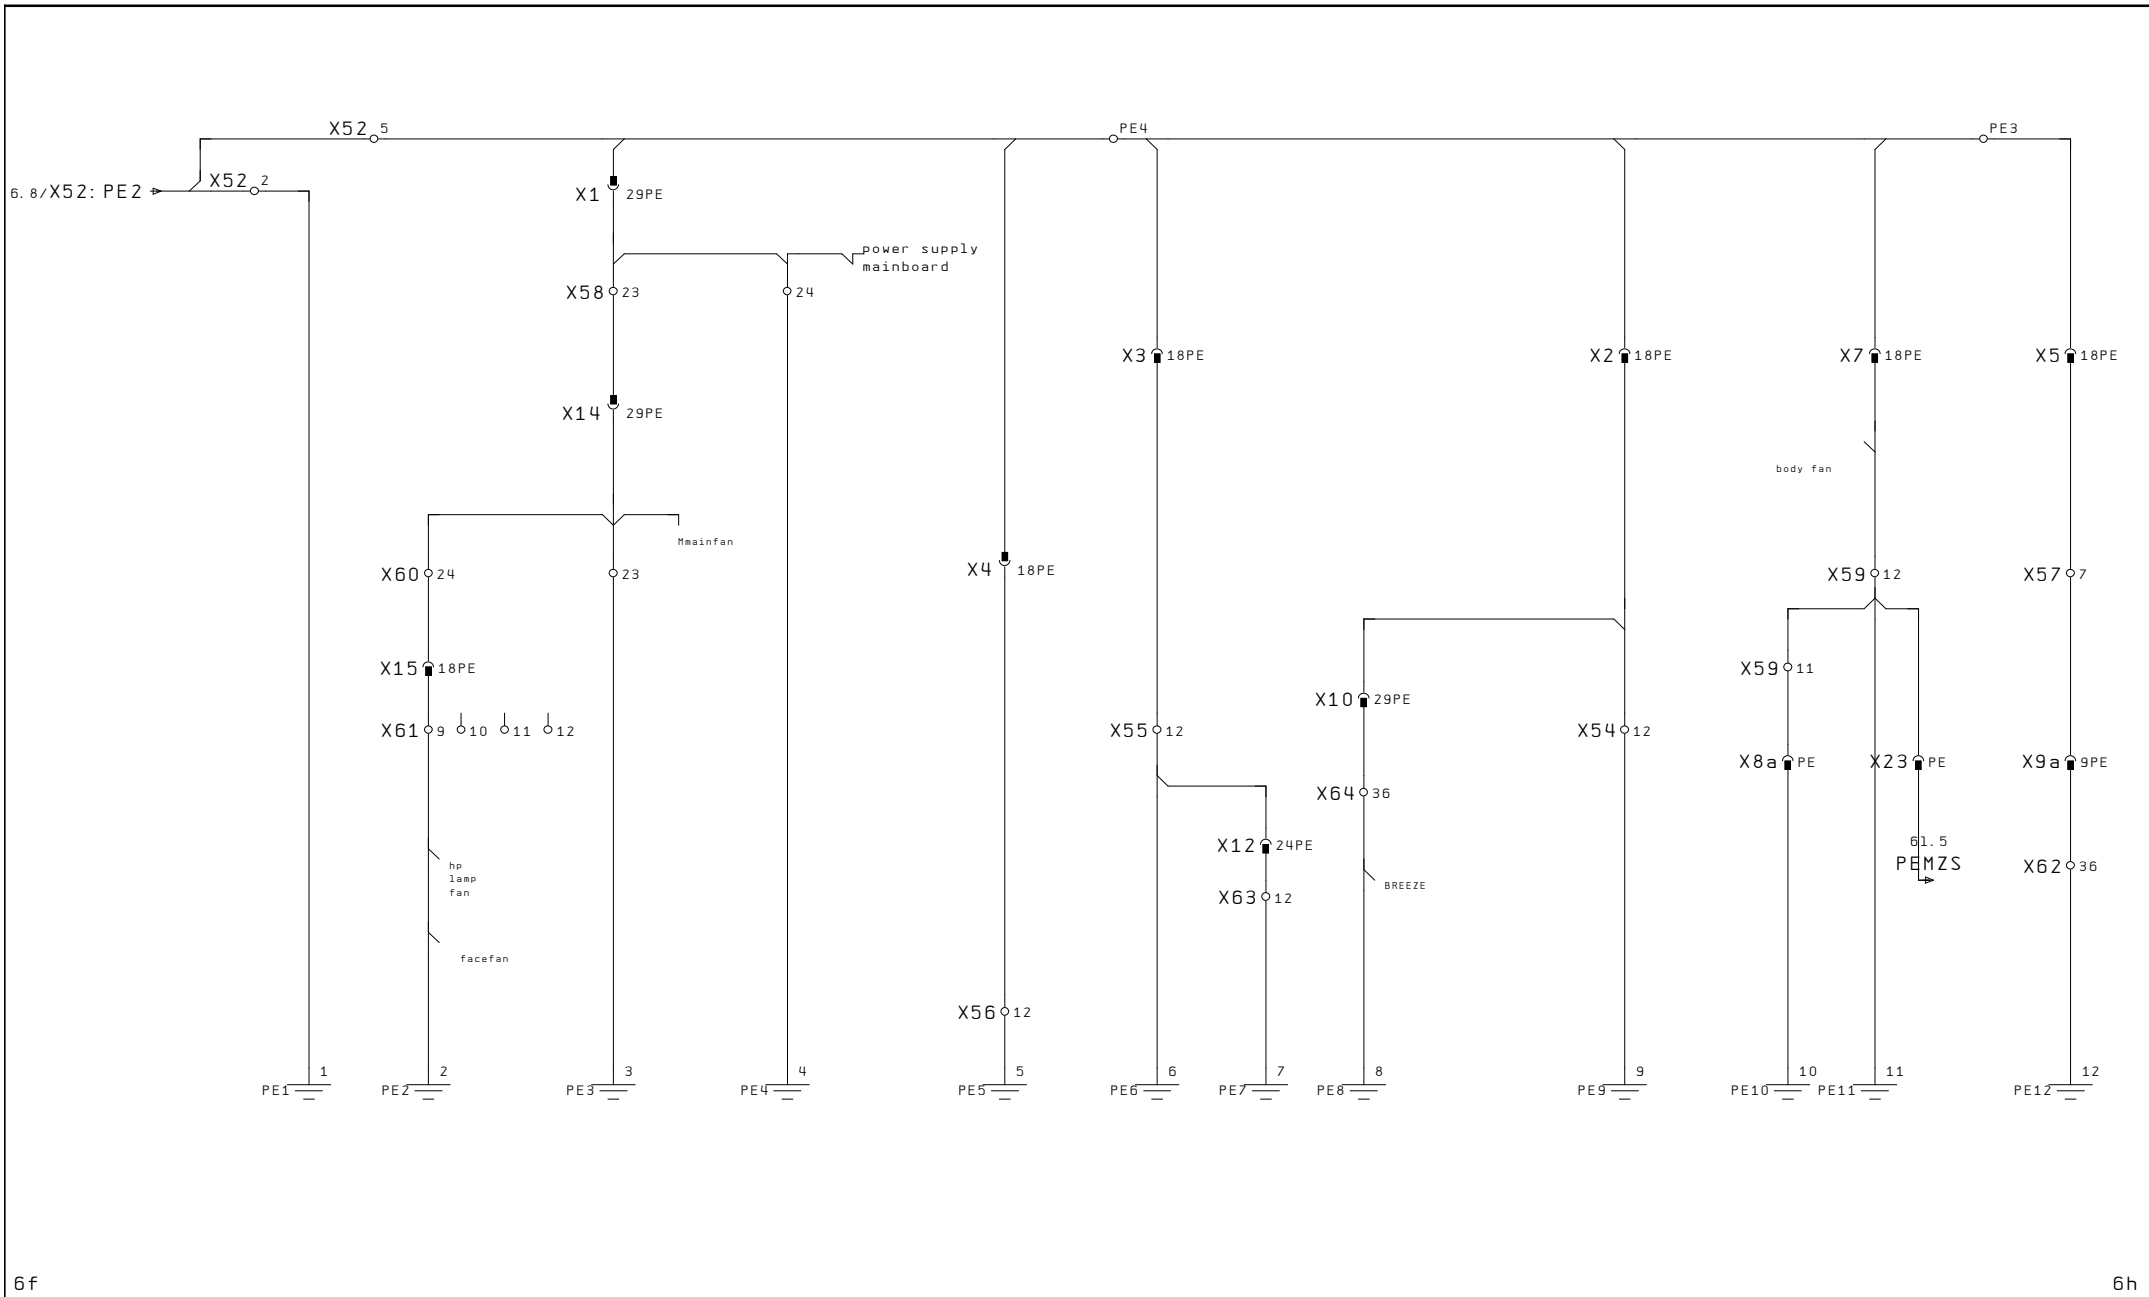 X52 5
PE4
PE3
6.8/X52:PE2
X52 2
X1 29PE
power supply
mainboard
X58 23
24
X3 18PE
X2 18PE
X7 18PE
X5 18PE
X14 29PE
body fan
Mmainfan
X60 24
23
X4 18PE
X59 12
X57 7
X15 18PE
X59 11
X10 29PE
X61 9 10 11 12
X55 12
X54 12
X8a PE
X23 PE
X9a 9PE
X64 36
X12 24PE
61.5
PEMZS
hp
lamp
fan
X62 36
BREEZE
X63 12
facefan
X56 12
PE1 1
PE2 2
PE3 3
PE4 4
PE5 5
PE6 6
PE7 7
PE8 8
PE9 9
PE10 10
PE11 11
PE12 12
6f
6h